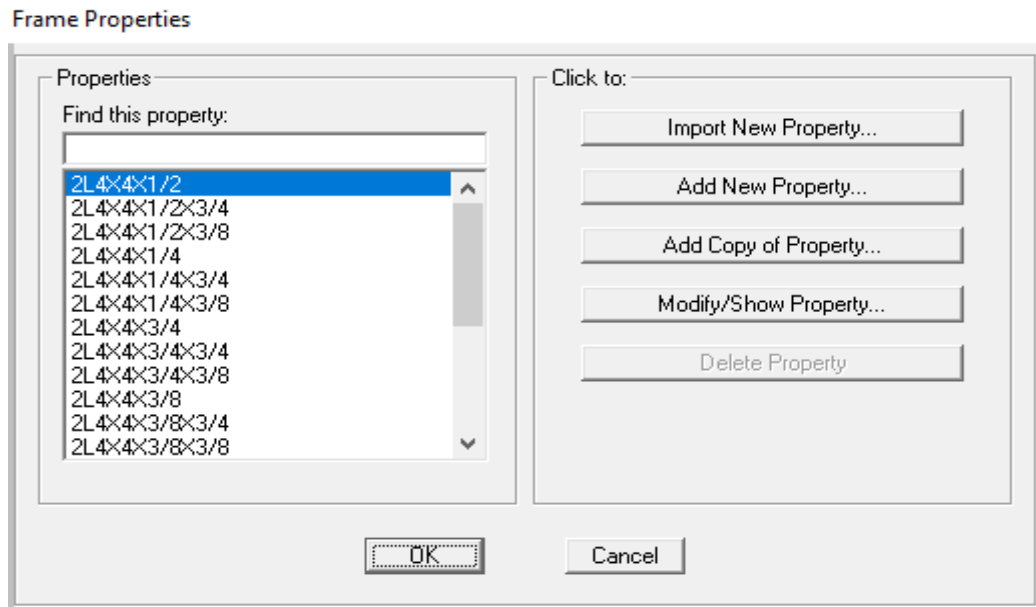 Frame Properties
Properties
Find this property:
2L4X4X1/2
2L4X4X1/2X3/4
2L4X4X1/2X3/8
2L4X4X1/4
2L4X4X1/4X3/4
2L4X4X1/4X3/8
2L4X4X3/4
2L4X4X3/4X3/4
2L4X4X3/4X3/8
2L4X4X3/8
2L4X4X3/8X3/4
2L4X4X3/8X3/8
Click to:
Import New Property...
Add New Property...
Add Copy of Property...
Modify/Show Property...
Delete Property
OK
Cancel